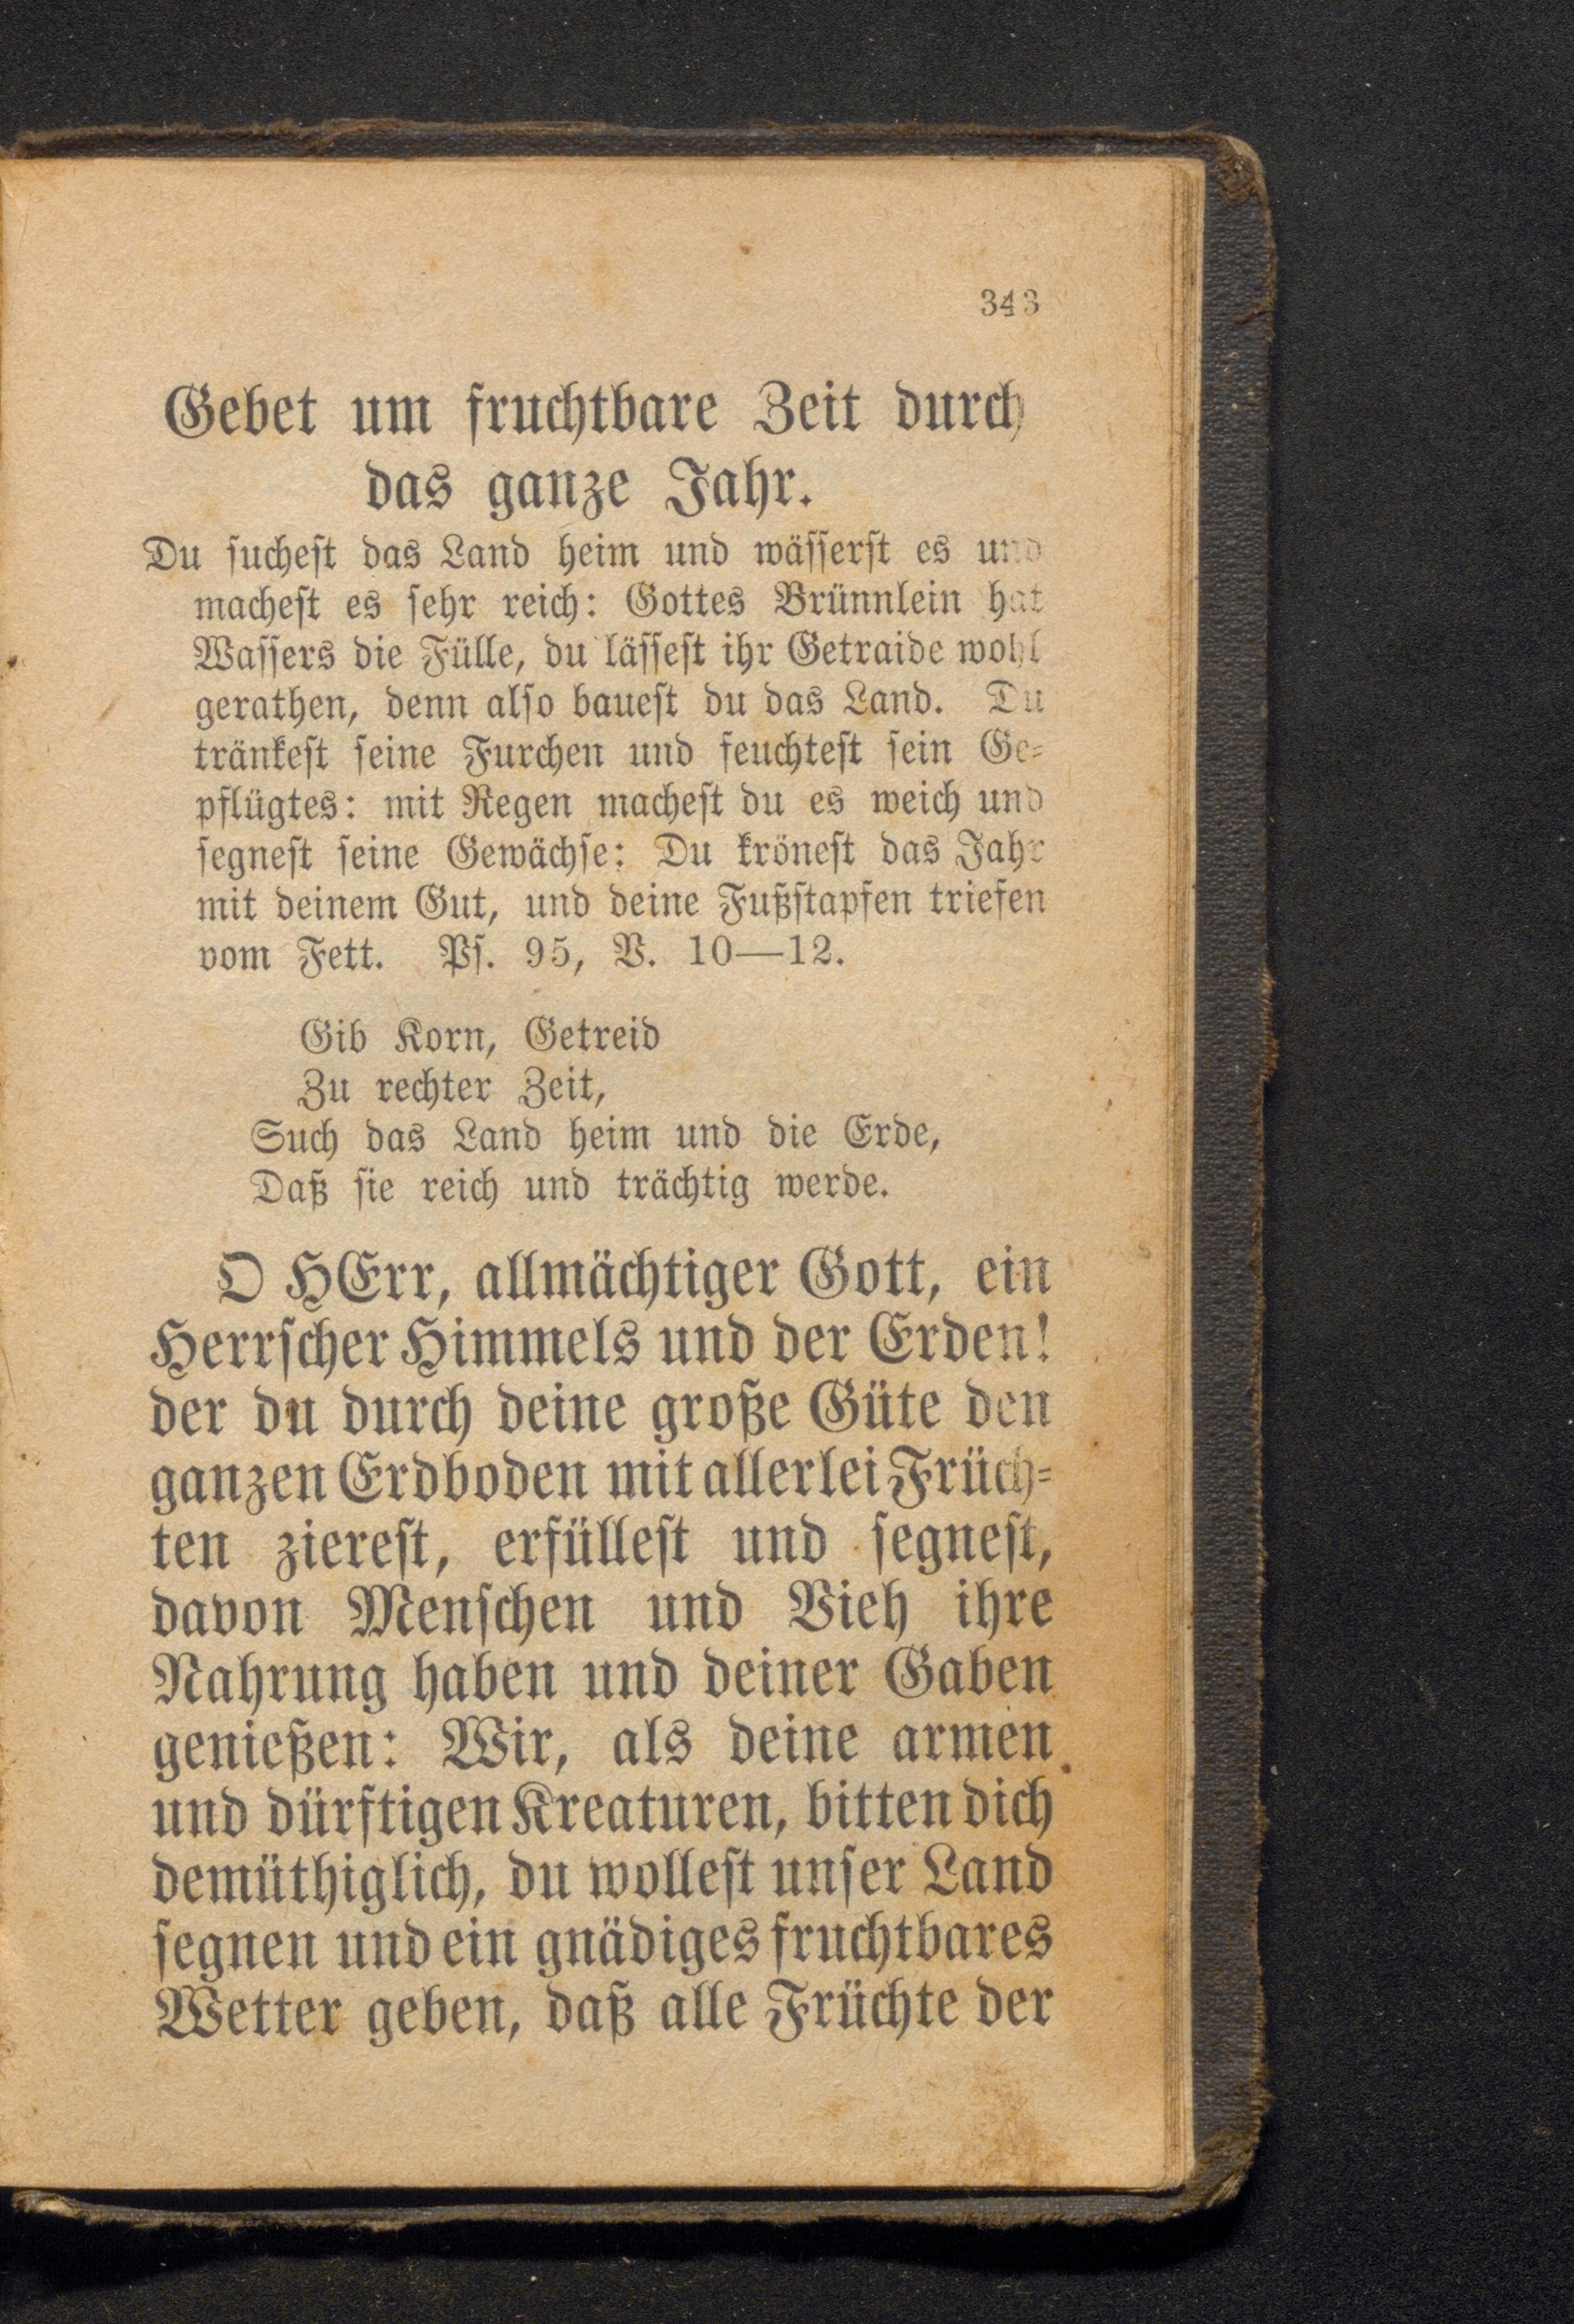 343
Gebet um fruchtbare Zeit durch
das ganze Jahr.
Du ſucheſt das Land heim und wäſſerſt es und
macheſt es ſehr reich: Gottes Brünnlein hat
Waſſers die Fülle, du läſſeſt ihr Getraide wohl
gerathen, denn alſo baueſt du das Land. Du
tränkeſt ſeine Furchen und feuchteſt ſein Ge-
pflügtes: mit Regen macheſt du es weich und
ſegneſt ſeine Gewächſe: Du kröneſt das Jahr
mit deinem Gut, und deine Fußſtapfen triefen
vom Fett. Pſ. 95, V. 10—12.
Gib Korn, Getreid
Zu rechter Zeit,
Such das Land heim und die Erde,
Daß ſie reich und trächtig werde.
O HErr, allmächtiger Gott, ein
Herrſcher Himmels und der Erden!
der du durch deine große Güte den
ganzen Erdboden mit allerlei Früch-
ten ziereſt, erfülleſt und ſegneſt,
davon Menſchen und Vieh ihre
Nahrung haben und deiner Gaben
genießen: Wir, als deine armen
und dürftigen Kreaturen, bitten dich
demüthiglich, du wolleſt unſer Land
ſegnen und ein gnädiges fruchtbares
Wetter geben, daß alle Früchte der